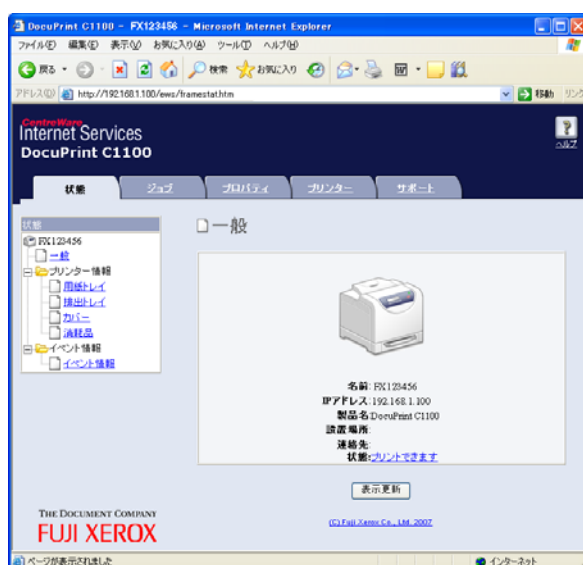 DocuPrint C1100 - FX123456 - Microsoft Internet Explorer
ファイル(F) 編集(E) 表示(V) お気に入り(A) ツール(T) ヘルプ(H)
戻る 検索 お気に入り
アドレス(D) http://192.168.1.100/ews/framestat.htm 移動 リンク
CentreWare
Internet Services
DocuPrint C1100
ヘルプ
状態 ジョブ プロパティ プリンター サポート
状態
FX123456
一般
プリンター情報
用紙トレイ
排出トレイ
カバー
消耗品
イベント情報
イベント情報
一般
名前: FX123456
IPアドレス: 192.168.1.100
製品名: DocuPrint C1100
設置場所:
連絡先:
状態: プリントできます
表示更新
THE DOCUMENT COMPANY
FUJI XEROX
(C) Fuji Xerox Co., Ltd. 2007
ページが表示されました インターネット